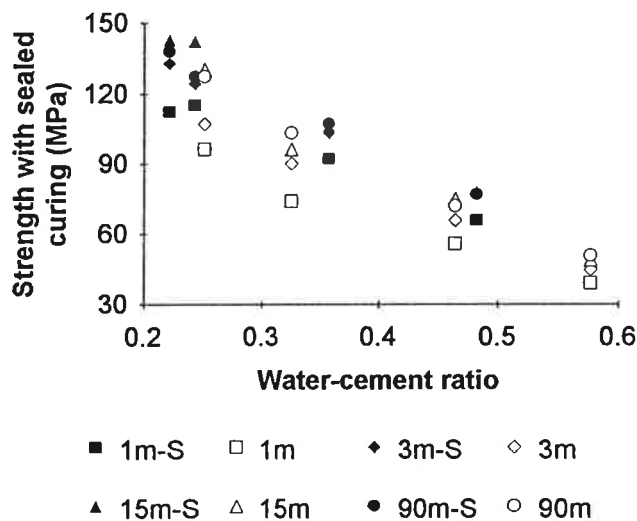 Strength with sealed
curing (MPa)
150
120
90
60
30
0.2 0.3 0.4 0.5 0.6
Water-cement ratio
1m-S 1m 3m-S 3m
15m-S 15m 90m-S 90m